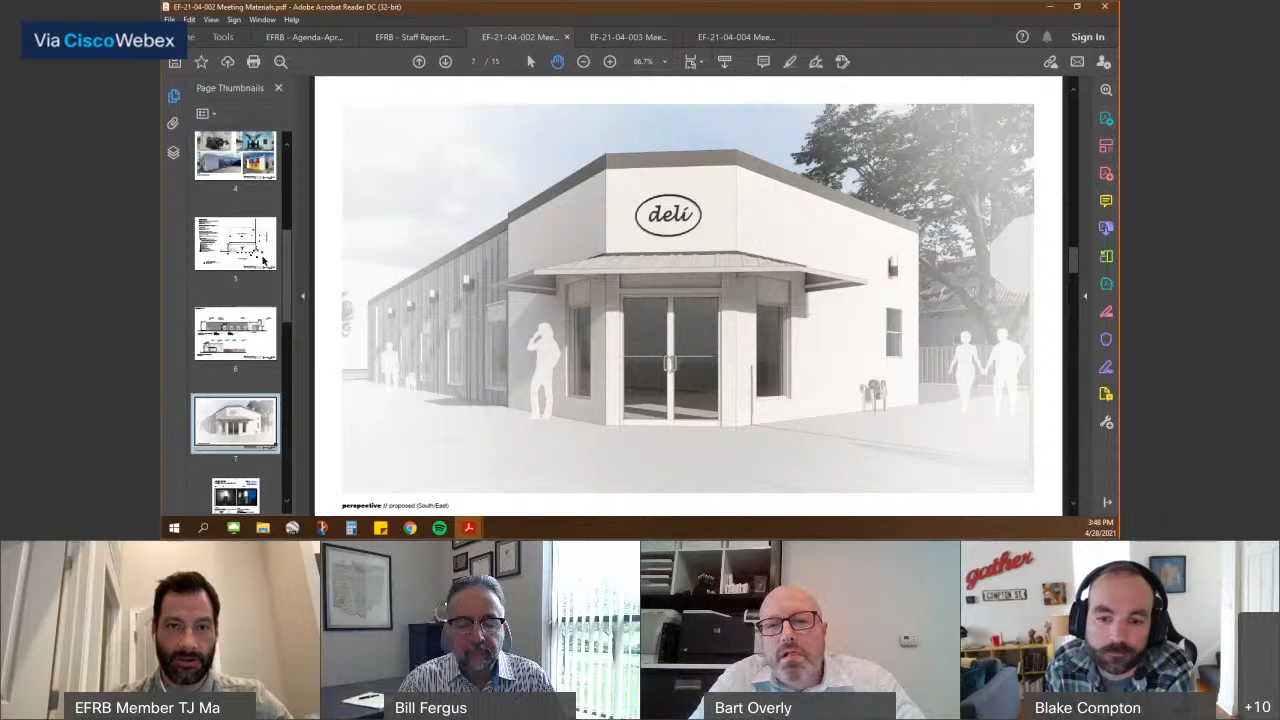 EF-21-04-002 Meeting Materials.pdf - Adobe Acrobat Reader DC (32-bit)
File Edit View Sign Window Help
Via Cisco Webex
Tools
EFRB - Agenda-Apr...
EFRB - Staff Report...
EF-21-04-002 Mee... ×
EF-21-04-003 Mee...
EF-21-04-004 Mee...
Sign In
7 / 15
66.7%
Page Thumbnails
4
5
6
7
deli
perspective // proposed (South/East)
3:48 PM
4/28/2021
gather
COMPTON ST.
EFRB Member TJ Ma
Bill Fergus
Bart Overly
Blake Compton
+10